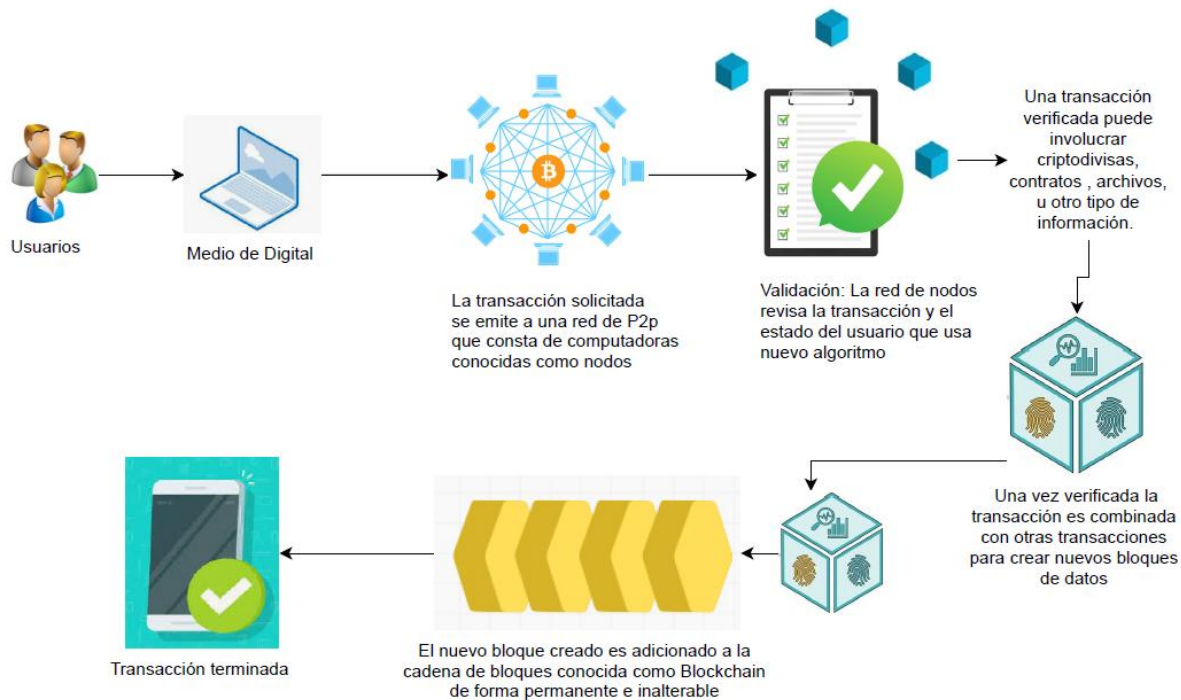 Usuarios
Medio de Digital
La transacción solicitada
se emite a una red de P2p
que consta de computadoras
conocidas como nodos
Validación: La red de nodos
revisa la transacción y el
estado del usuario que usa
nuevo algoritmo
Una transacción
verificada puede
involucrar
criptodivisas,
contratos , archivos,
u otro tipo de
información.
Una vez verificada la
transacción es combinada
con otras transacciones
para crear nuevos bloques
de datos
El nuevo bloque creado es adicionado a la
cadena de bloques conocida como Blockchain
de forma permanente e inalterable
Transacción terminada